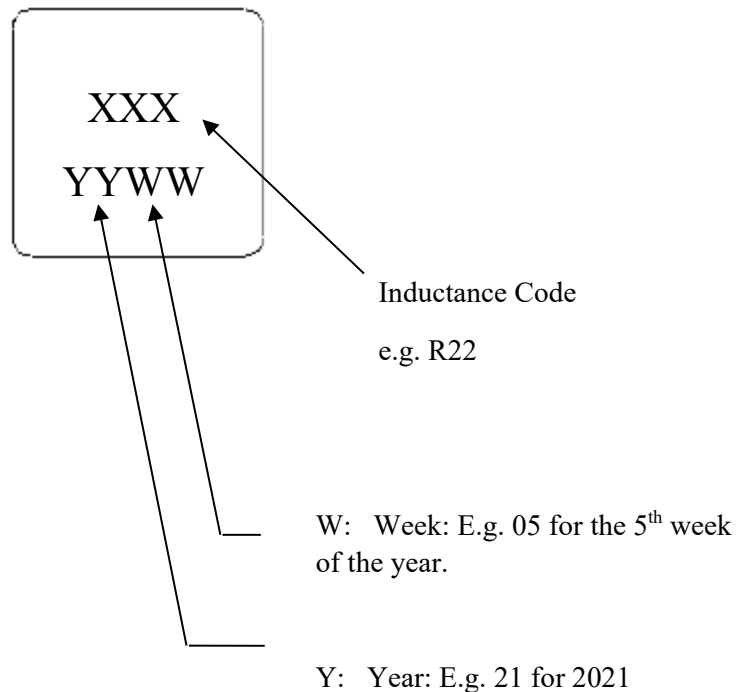 XXX
YYWW
Inductance Code
e.g. R22
W: Week: E.g. 05 for the 5th week
of the year.
Y: Year: E.g. 21 for 2021